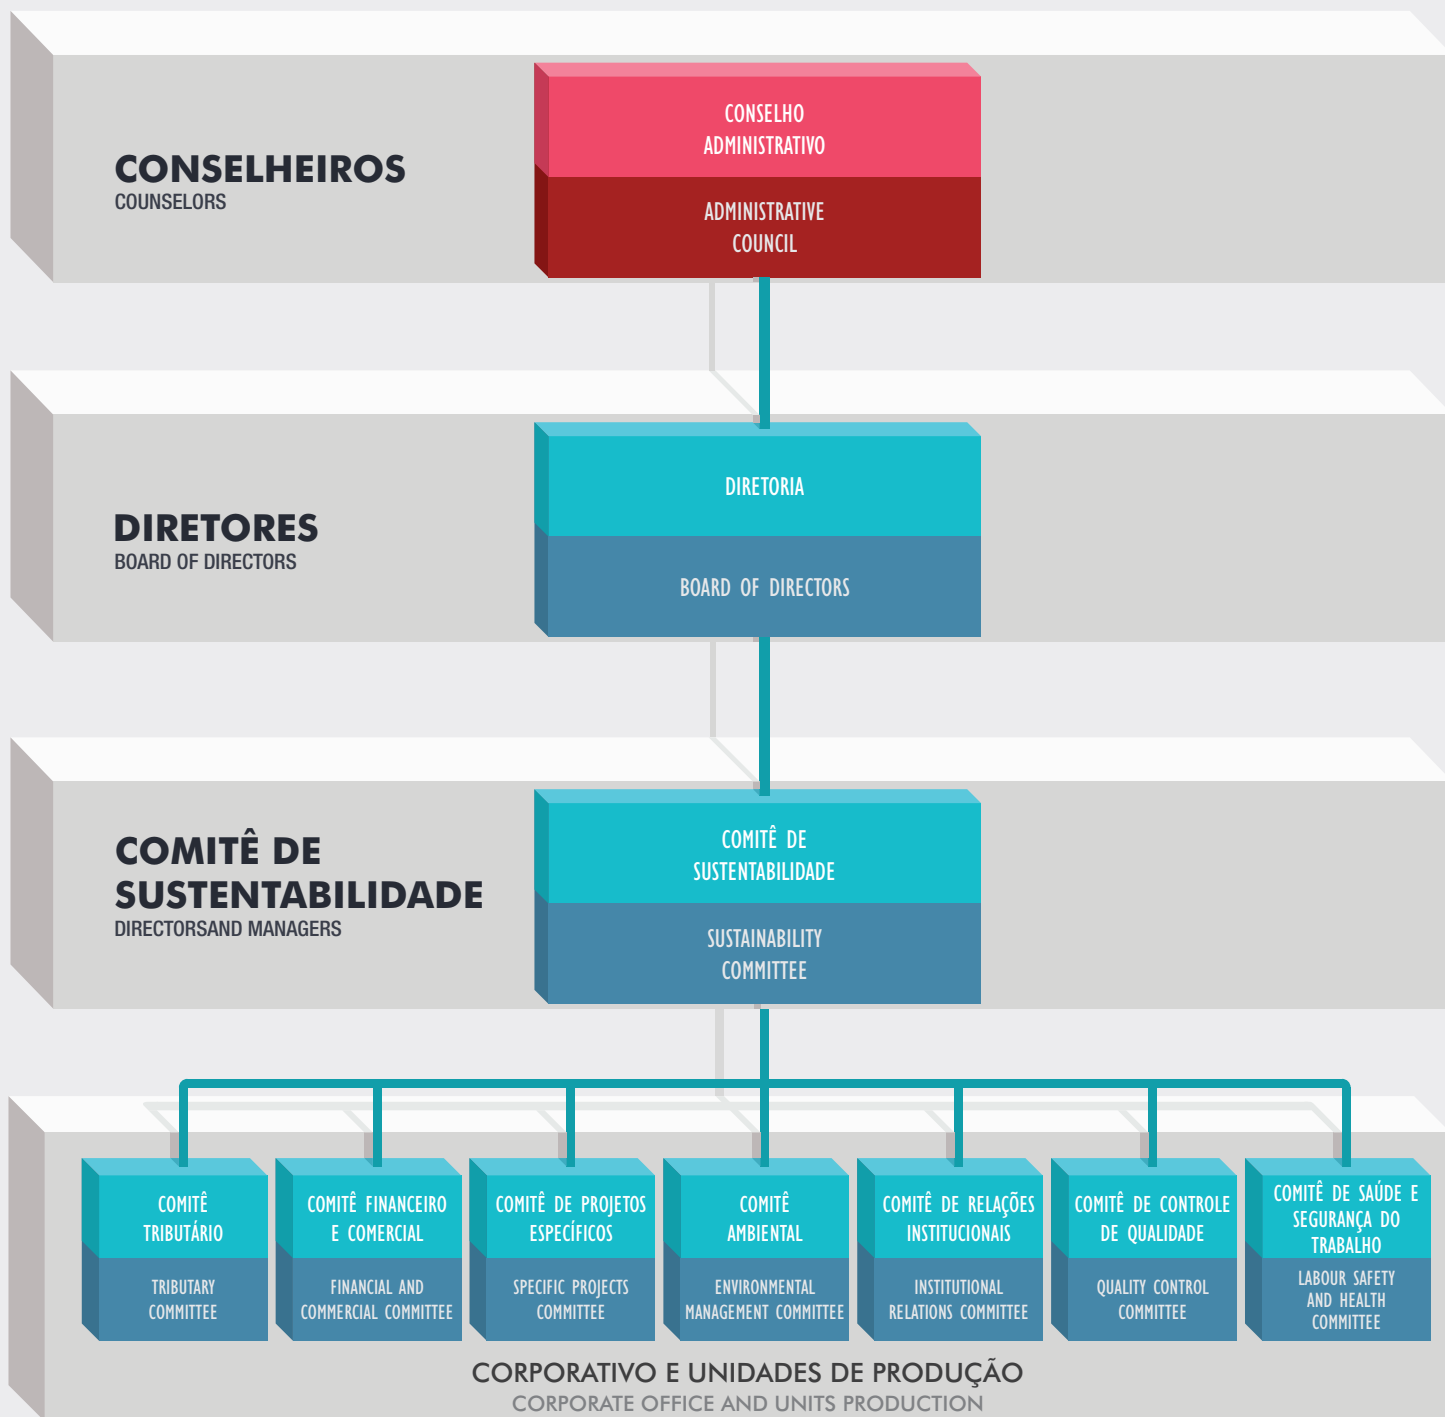 CONSELHEIROS
COUNSELORS
CONSELHO
ADMINISTRATIVO
ADMINISTRATIVE
COUNCIL
DIRETORES
BOARD OF DIRECTORS
DIRETORIA
BOARD OF DIRECTORS
COMITÊ DE
SUSTENTABILIDADE
DIRECTORSAND MANAGERS
COMITÊ DE
SUSTENTABILIDADE
SUSTAINABILITY
COMMITTEE
COMITÊ
TRIBUTÁRIO
TRIBUTARY
COMMITTEE
COMITÊ FINANCEIRO
E COMERCIAL
FINANCIAL AND
COMMERCIAL COMMITTEE
COMITÊ DE PROJETOS
ESPECÍFICOS
SPECIFIC PROJECTS
COMMITTEE
COMITÊ
AMBIENTAL
ENVIRONMENTAL
MANAGEMENT COMMITTEE
COMITÊ DE RELAÇÕES
INSTITUCIONAIS
INSTITUTIONAL
RELATIONS COMMITTEE
COMITÊ DE CONTROLE
DE QUALIDADE
QUALITY CONTROL
COMMITTEE
COMITÊ DE SAÚDE E
SEGURANÇA DO
TRABALHO
LABOUR SAFETY
AND HEALTH
COMMITTEE
CORPORATIVO E UNIDADES DE PRODUÇÃO
CORPORATE OFFICE AND UNITS PRODUCTION